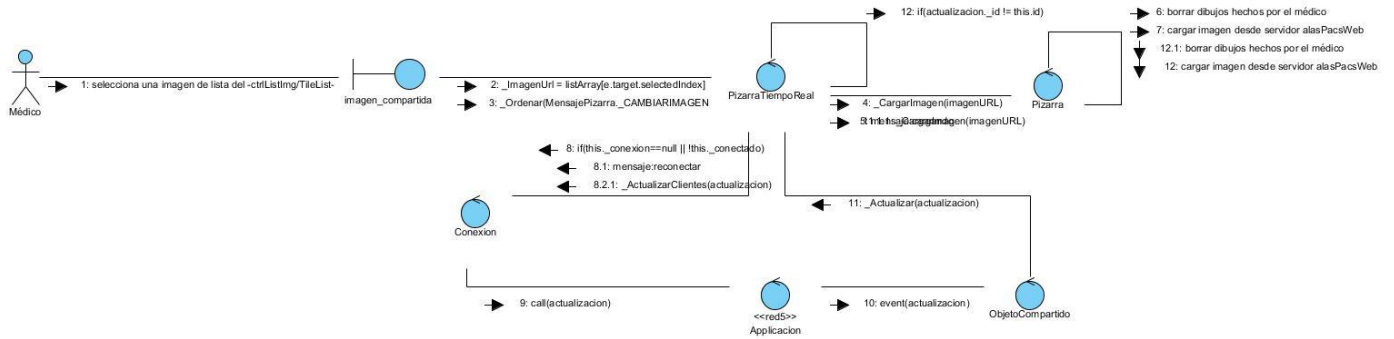 12: if(actualizacion._id != this.id)
6: borrar dibujos hechos por el médico
7: cargar imagen desde servidor alasPacsWeb
12.1: borrar dibujos hechos por el médico
12: cargar imagen desde servidor alasPacsWeb
1: selecciona una imagen de lista del -ctrlListImg/TileList-
Médico
imagen_compartida
2: _ImagenUrl = listArray[e.target.selectedIndex]
3: _Ordenar(MensajePizarra._CAMBIARIMAGEN
PizarraTiempoReal
4: _CargarImagen(imagenURL)
(imagenURL)
Pizarra
8: if(this._conexion==null || !this._conectado)
8.1: mensaje:reconectar
8.2.1: _ActualizarClientes(actualizacion)
11: _Actualizar(actualizacion)
Conexion
9: call(actualizacion)
<<red5>>
Applicacion
10: event(actualizacion)
ObjetoCompartido